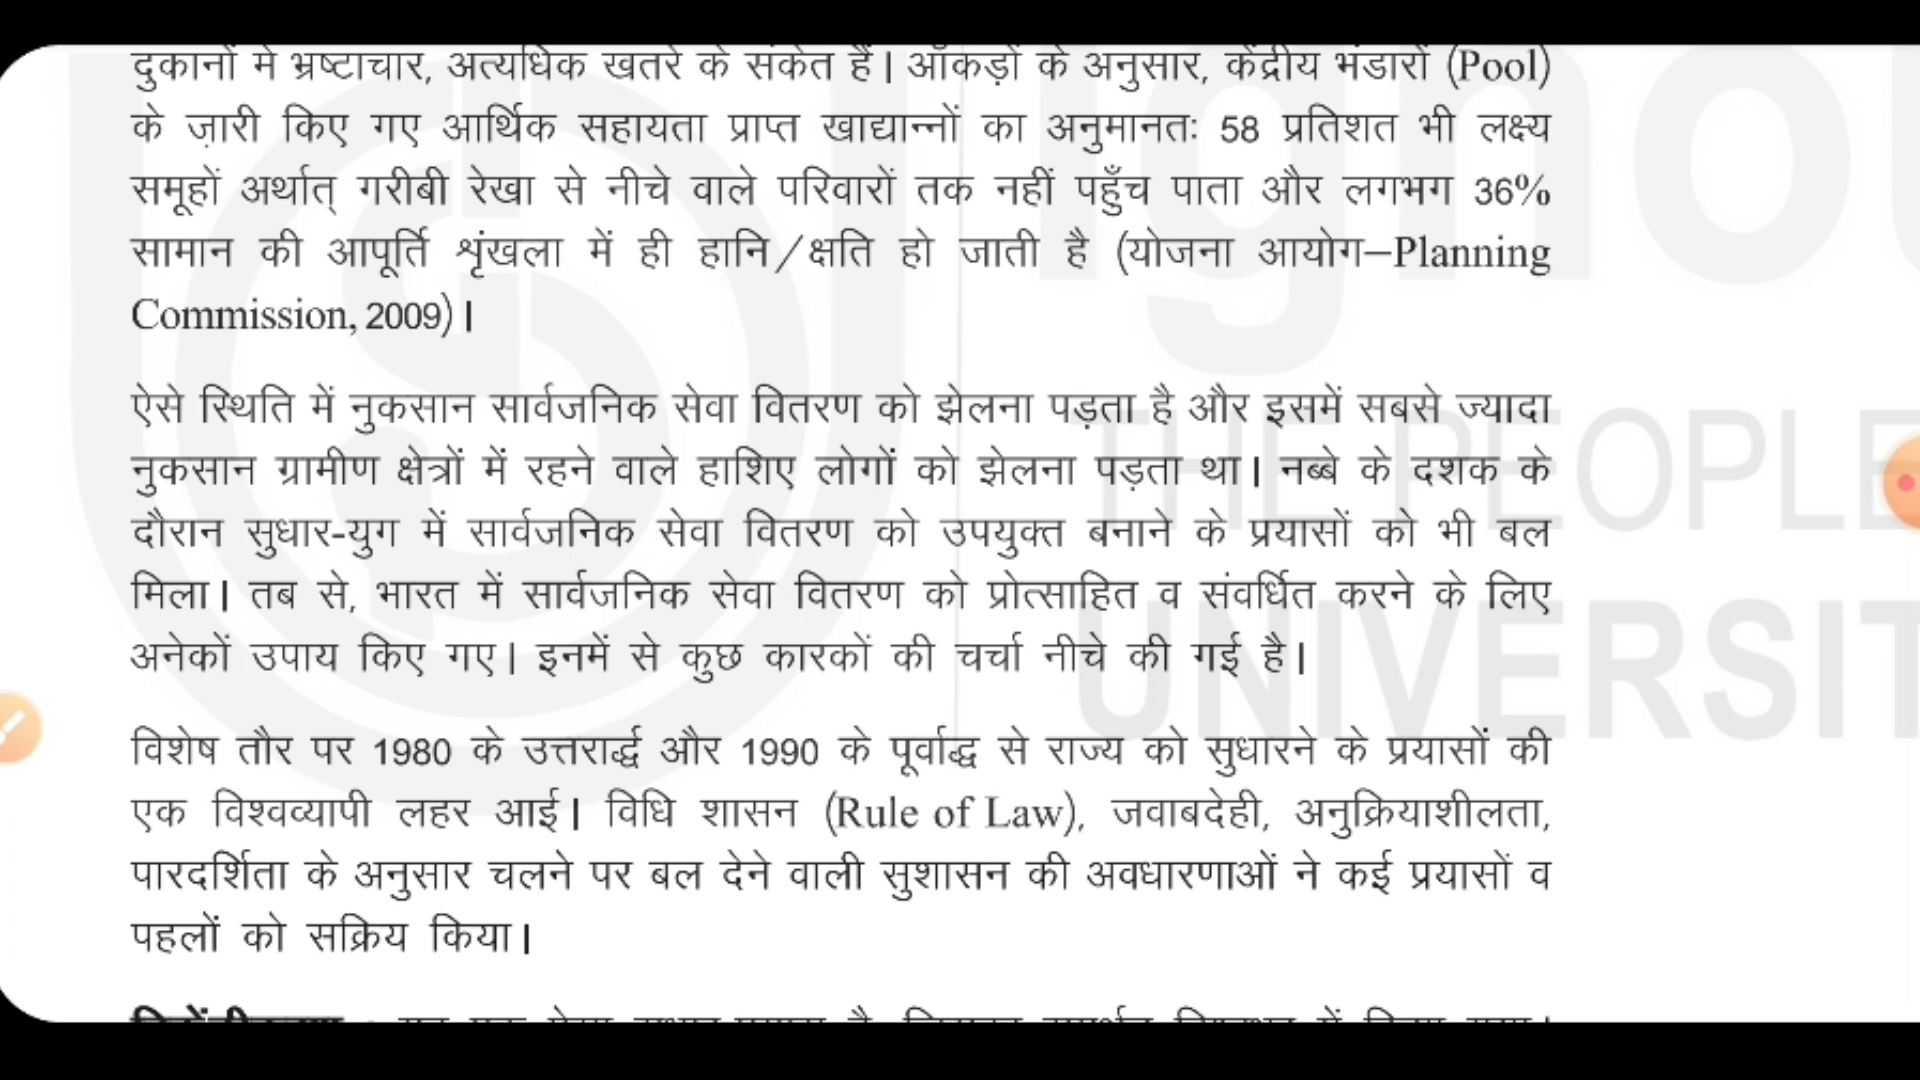 दुकानों में भ्रष्टाचार, अत्यधिक खतरे के संकेत हैं। आँकड़ों के अनुसार, केंद्रीय भंडारों (Pool)
के ज़ारी किए गए आर्थिक सहायता प्राप्त खाद्यान्नों का अनुमानतः 58 प्रतिशत भी लक्ष्य
समूहों अर्थात् गरीबी रेखा से नीचे वाले परिवारों तक नहीं पहुँच पाता और लगभग 36%
सामान की आपूर्ति शृंखला में ही हानि/क्षति हो जाती है (योजना आयोग–Planning
Commission, 2009)।
ऐसे स्थिति में नुकसान सार्वजनिक सेवा वितरण को झेलना पड़ता है और इसमें सबसे ज्यादा
नुकसान ग्रामीण क्षेत्रों में रहने वाले हाशिए लोगों को झेलना पड़ता था। नब्बे के दशक के
दौरान सुधार-युग में सार्वजनिक सेवा वितरण को उपयुक्त बनाने के प्रयासों को भी बल
मिला। तब से, भारत में सार्वजनिक सेवा वितरण को प्रोत्साहित व संवर्धित करने के लिए
अनेकों उपाय किए गए। इनमें से कुछ कारकों की चर्चा नीचे की गई है।
विशेष तौर पर 1980 के उत्तरार्द्ध और 1990 के पूर्वाद्ध से राज्य को सुधारने के प्रयासों की
एक विश्वव्यापी लहर आई। विधि शासन (Rule of Law), जवाबदेही, अनुक्रियाशीलता,
पारदर्शिता के अनुसार चलने पर बल देने वाली सुशासन की अवधारणाओं ने कई प्रयासों व
पहलों को सक्रिय किया।
ignou
THE PEOPLE
UNIVERSIT